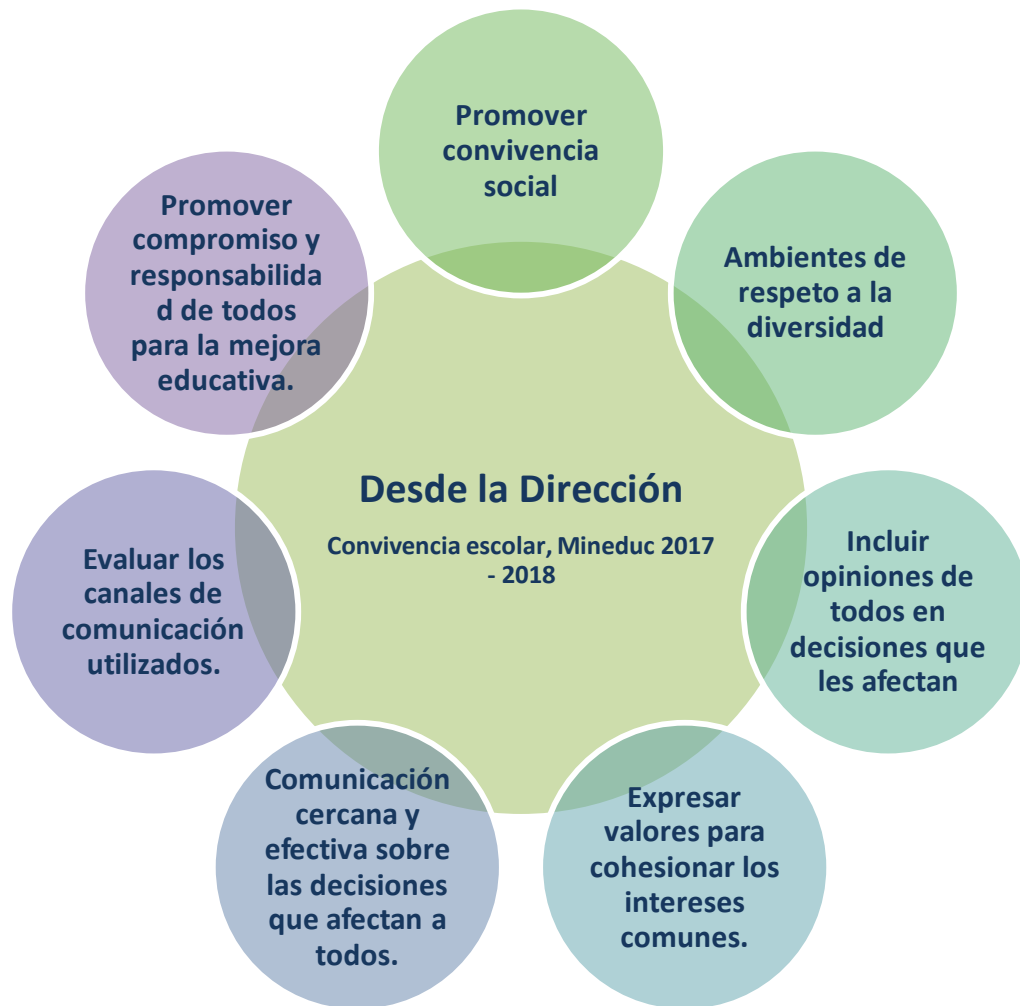 Promover
convivencia
social
Ambientes de
respeto a la
diversidad
Incluir
opiniones de
todos en
decisiones que
les afectan
Expresar
valores para
cohesionar los
intereses
comunes.
Comunicación
cercana y
efectiva sobre
las decisiones
que afectan a
todos.
Evaluar los
canales de
comunicación
utilizados.
Promover
compromiso y
responsabilida
d de todos
para la mejora
educativa.
Desde la Dirección
Convivencia escolar, Mineduc 2017
- 2018